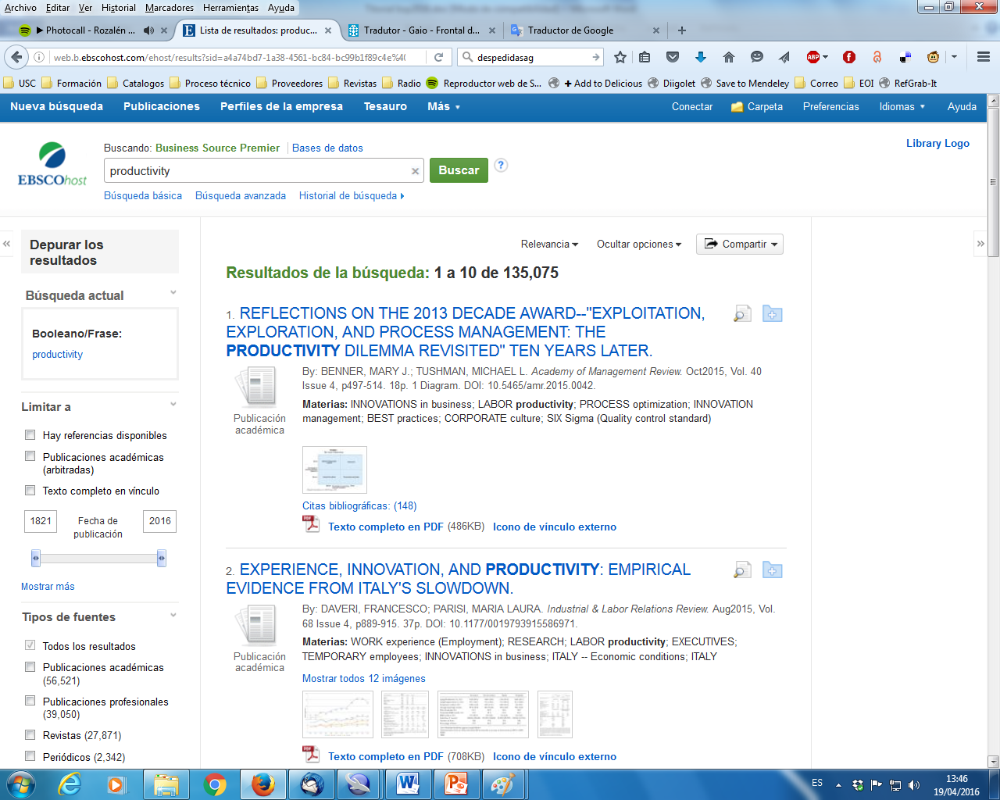 Archivo Editar Ver Historial Marcadores Herramientas Ayuda
Photocall - Rozalén ...
Lista de resultados: produc...
Tradutor - Gaio - Frontal d...
Traductor de Google
web.b.ebscohost.com/ehost/results?sid=a4a74bd7-1a38-4561-bc84-bc99b1f89c4e%4(
despedidasag
ABP
USC Formación Catalogos Proceso técnico Proveedores Revistas Radio Reproductor web de S... + Add to Delicious Diigolet Save to Mendeley Correo EOI RefGrab-It
Nueva búsqueda Publicaciones Perfiles de la empresa Tesauro Más Conectar Carpeta Preferencias Idiomas Ayuda
EBSCOhost
Buscando: Business Source Premier Bases de datos
Library Logo
productivity
Buscar
?
Búsqueda básica Búsqueda avanzada Historial de búsqueda
Depurar los
resultados
Búsqueda actual
Booleano/Frase:
productivity
Limitar a
Hay referencias disponibles
Publicaciones académicas
(arbitradas)
Texto completo en vínculo
1821 Fecha de 2016
publicación
Mostrar más
Tipos de fuentes
Todos los resultados
Publicaciones académicas
(56,521)
Publicaciones profesionales
(39,050)
Revistas (27,871)
Periódicos (2,342)
Relevancia Ocultar opciones Compartir
Resultados de la búsqueda: 1 a 10 de 135,075
1. REFLECTIONS ON THE 2013 DECADE AWARD--"EXPLOITATION,
EXPLORATION, AND PROCESS MANAGEMENT: THE
PRODUCTIVITY DILEMMA REVISITED" TEN YEARS LATER.
Publicación
académica
By: BENNER, MARY J.; TUSHMAN, MICHAEL L. Academy of Management Review. Oct2015, Vol. 40
Issue 4, p497-514. 18p. 1 Diagram. DOI: 10.5465/amr.2015.0042.
Materias: INNOVATIONS in business; LABOR productivity; PROCESS optimization; INNOVATION
management; BEST practices; CORPORATE culture; SIX Sigma (Quality control standard)
Citas bibliográficas: (148)
PDF Texto completo en PDF (486KB) Icono de vínculo externo
2. EXPERIENCE, INNOVATION, AND PRODUCTIVITY: EMPIRICAL
EVIDENCE FROM ITALY'S SLOWDOWN.
Publicación
académica
By: DAVERI, FRANCESCO; PARISI, MARIA LAURA. Industrial & Labor Relations Review. Aug2015, Vol.
68 Issue 4, p889-915. 37p. DOI: 10.1177/0019793915586971.
Materias: WORK experience (Employment); RESEARCH; LABOR productivity; EXECUTIVES;
TEMPORARY employees; INNOVATIONS in business; ITALY -- Economic conditions; ITALY
Mostrar todos 12 imágenes
PDF Texto completo en PDF (708KB) Icono de vínculo externo
ES
13:46
19/04/2016